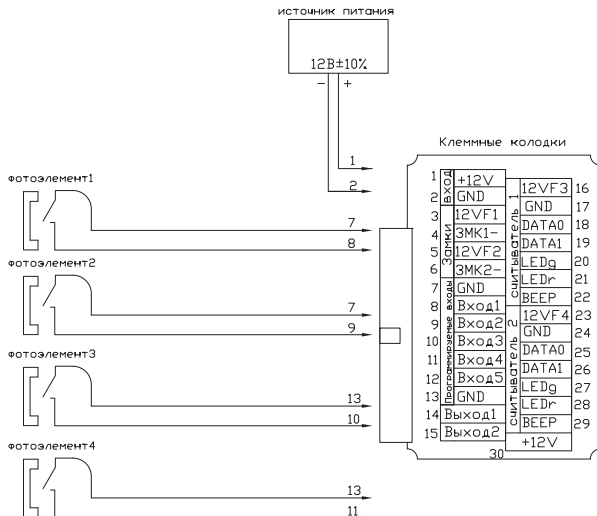 источник питания
12В±10%
- +
1
2
Фотоэлемент1
7
8
Фотоэлемент2
7
9
Фотоэлемент3
13
10
Фотоэлемент4
13
11
Клеммные колодки
Вход
1 +12V
2 GND
Замки
3 12VF1
4 ЗМК1-
5 12VF2
6 ЗМК2-
Программируемые входы
7 GND
8 Вход1
9 Вход2
10 Вход3
11 Вход4
12 Вход5
13 GND
14 Выход1
15 Выход2
считыватель 1
12VF3 16
GND 17
DATA0 18
DATA1 19
LEDg 20
LEDr 21
BEEP 22
считыватель 2
12VF4 23
GND 24
DATA0 25
DATA1 26
LEDg 27
LEDr 28
BEEP 29
+12V
30